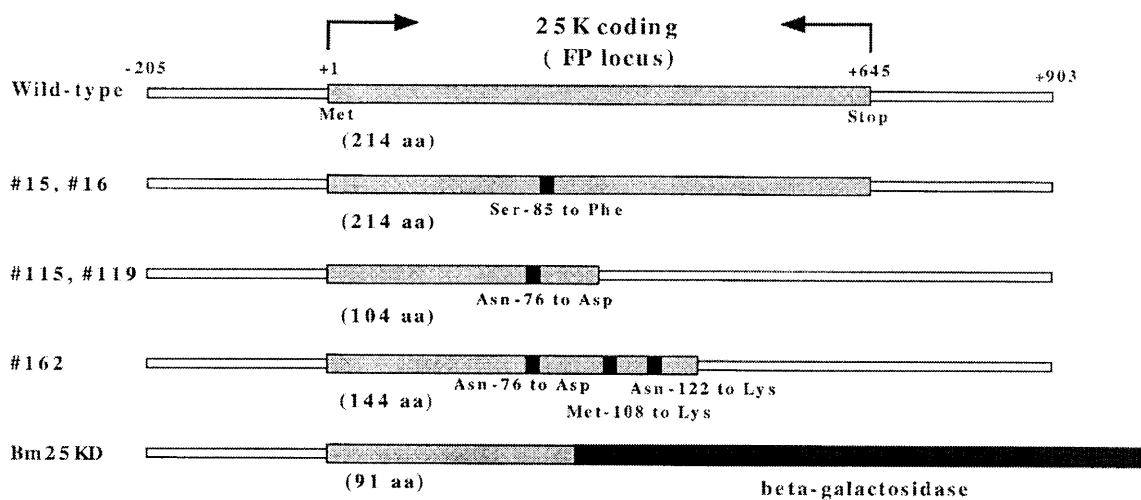 25K coding
( FP locus)
-205
+1
+645
+903
Wild-type
Met
Stop
(214 aa)
#15, #16
Ser-85 to Phe
(214 aa)
#115, #119
Asn-76 to Asp
(104 aa)
#162
Asn-76 to Asp
Asn-122 to Lys
(144 aa)
Met-108 to Lys
Bm25KD
(91 aa)
beta-galactosidase